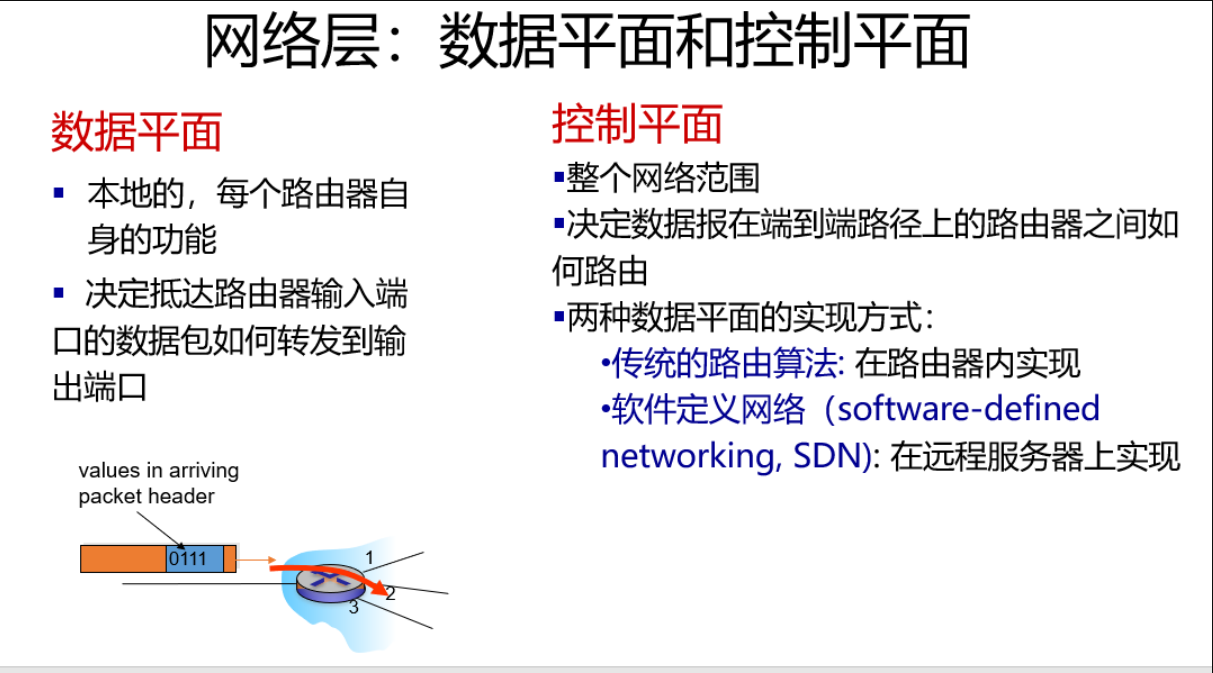 网络层：数据平面和控制平面
数据平面
▪ 本地的，每个路由器自
身的功能
▪ 决定抵达路由器输入端
口的数据包如何转发到输
出端口
控制平面
▪整个网络范围
▪决定数据报在端到端路径上的路由器之间如
何路由
▪两种数据平面的实现方式：
•传统的路由算法: 在路由器内实现
•软件定义网络（software-defined
networking, SDN): 在远程服务器上实现
values in arriving
packet header
0111
1
2
3